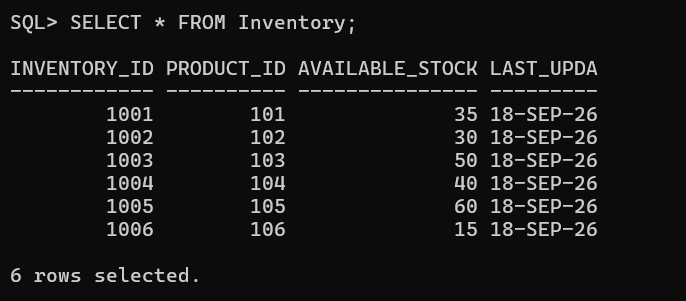 SQL> SELECT * FROM Inventory;
INVENTORY_ID PRODUCT_ID AVAILABLE_STOCK LAST_UPDA
------------ ---------- --------------- ---------
1001 101 35 18-SEP-26
1002 102 30 18-SEP-26
1003 103 50 18-SEP-26
1004 104 40 18-SEP-26
1005 105 60 18-SEP-26
1006 106 15 18-SEP-26
6 rows selected.